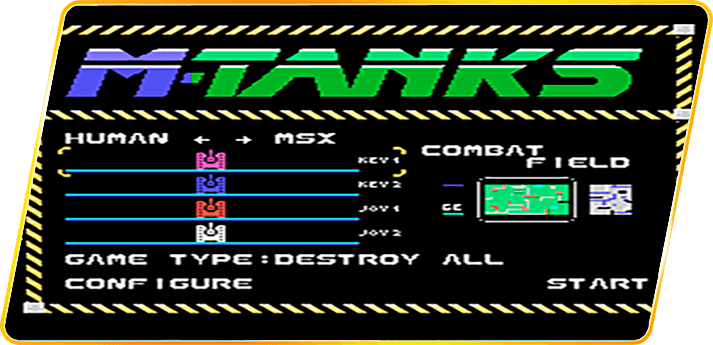 M-TANKS
HUMAN ← → MSX
KEY1
KEY2
JOY1
JOY2
COMBAT
FIELD
GAME TYPE:DESTROY ALL
CONFIGURE
START